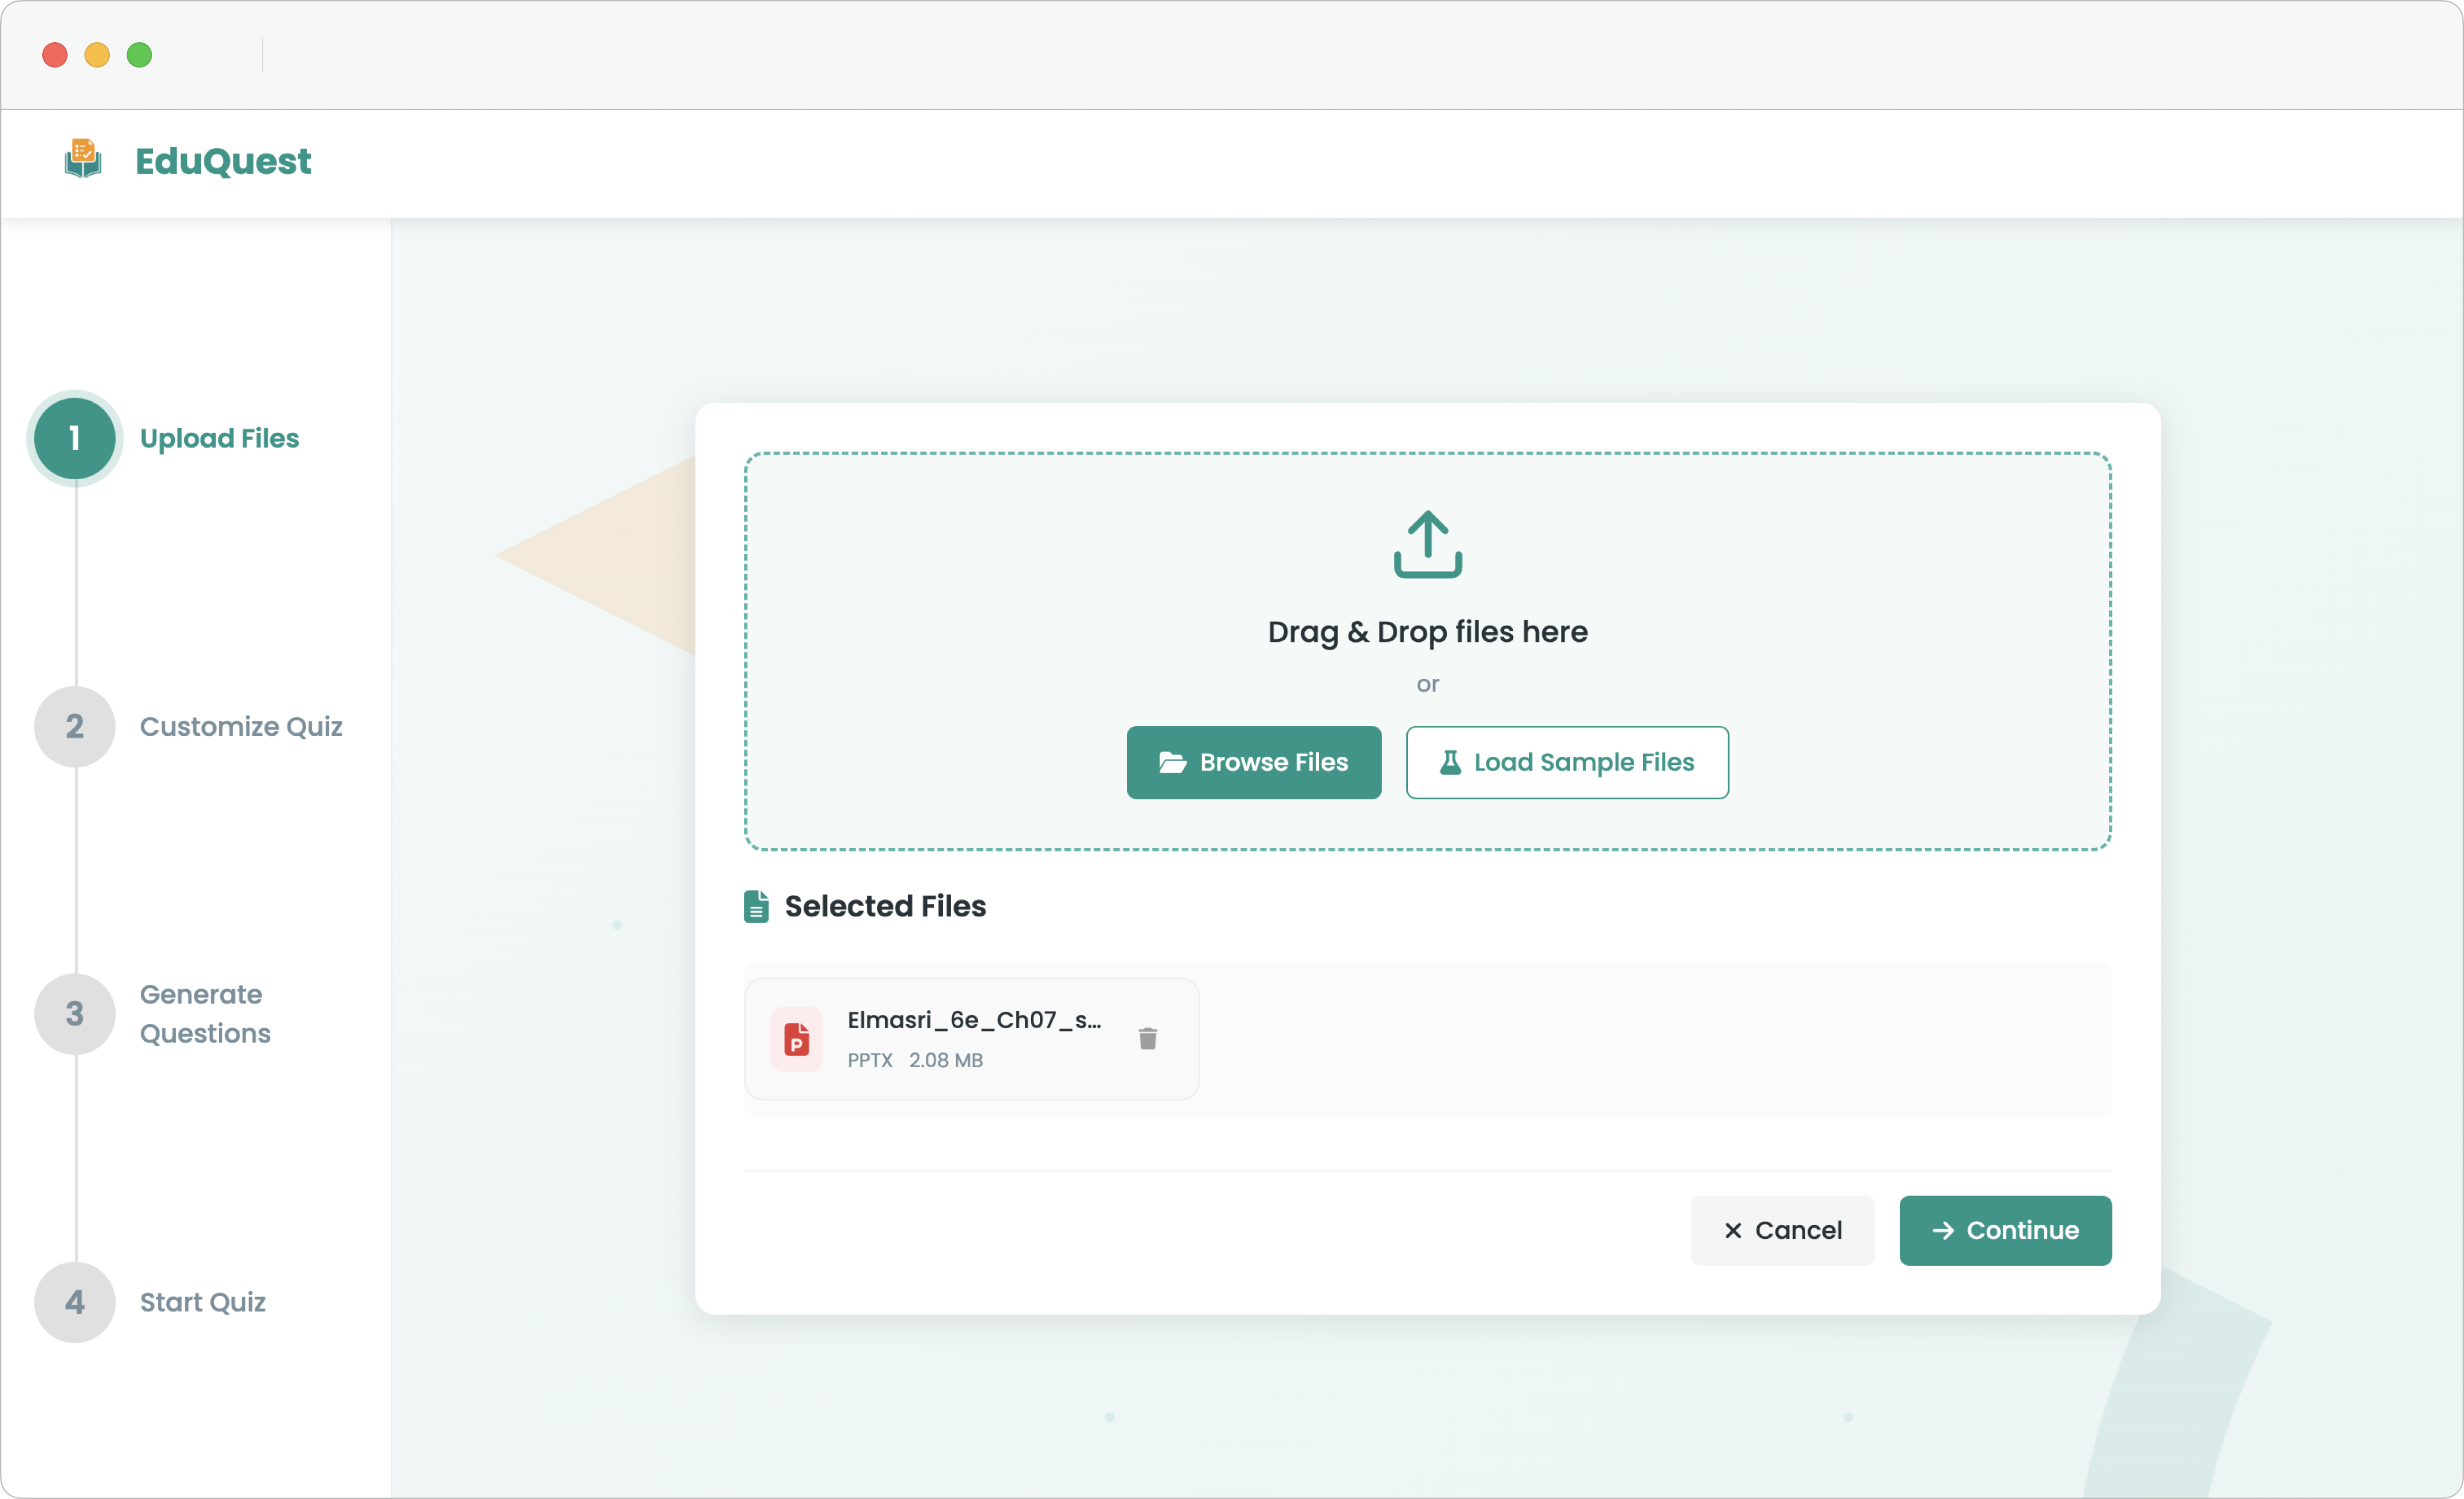 EduQuest
1
Upload Files
2
Customize Quiz
3
Generate
Questions
4
Start Quiz
Drag & Drop files here
or
Browse Files
Load Sample Files
Selected Files
P
Elmasri_6e_Ch07_s...
PPTX 2.08 MB
Cancel
Continue